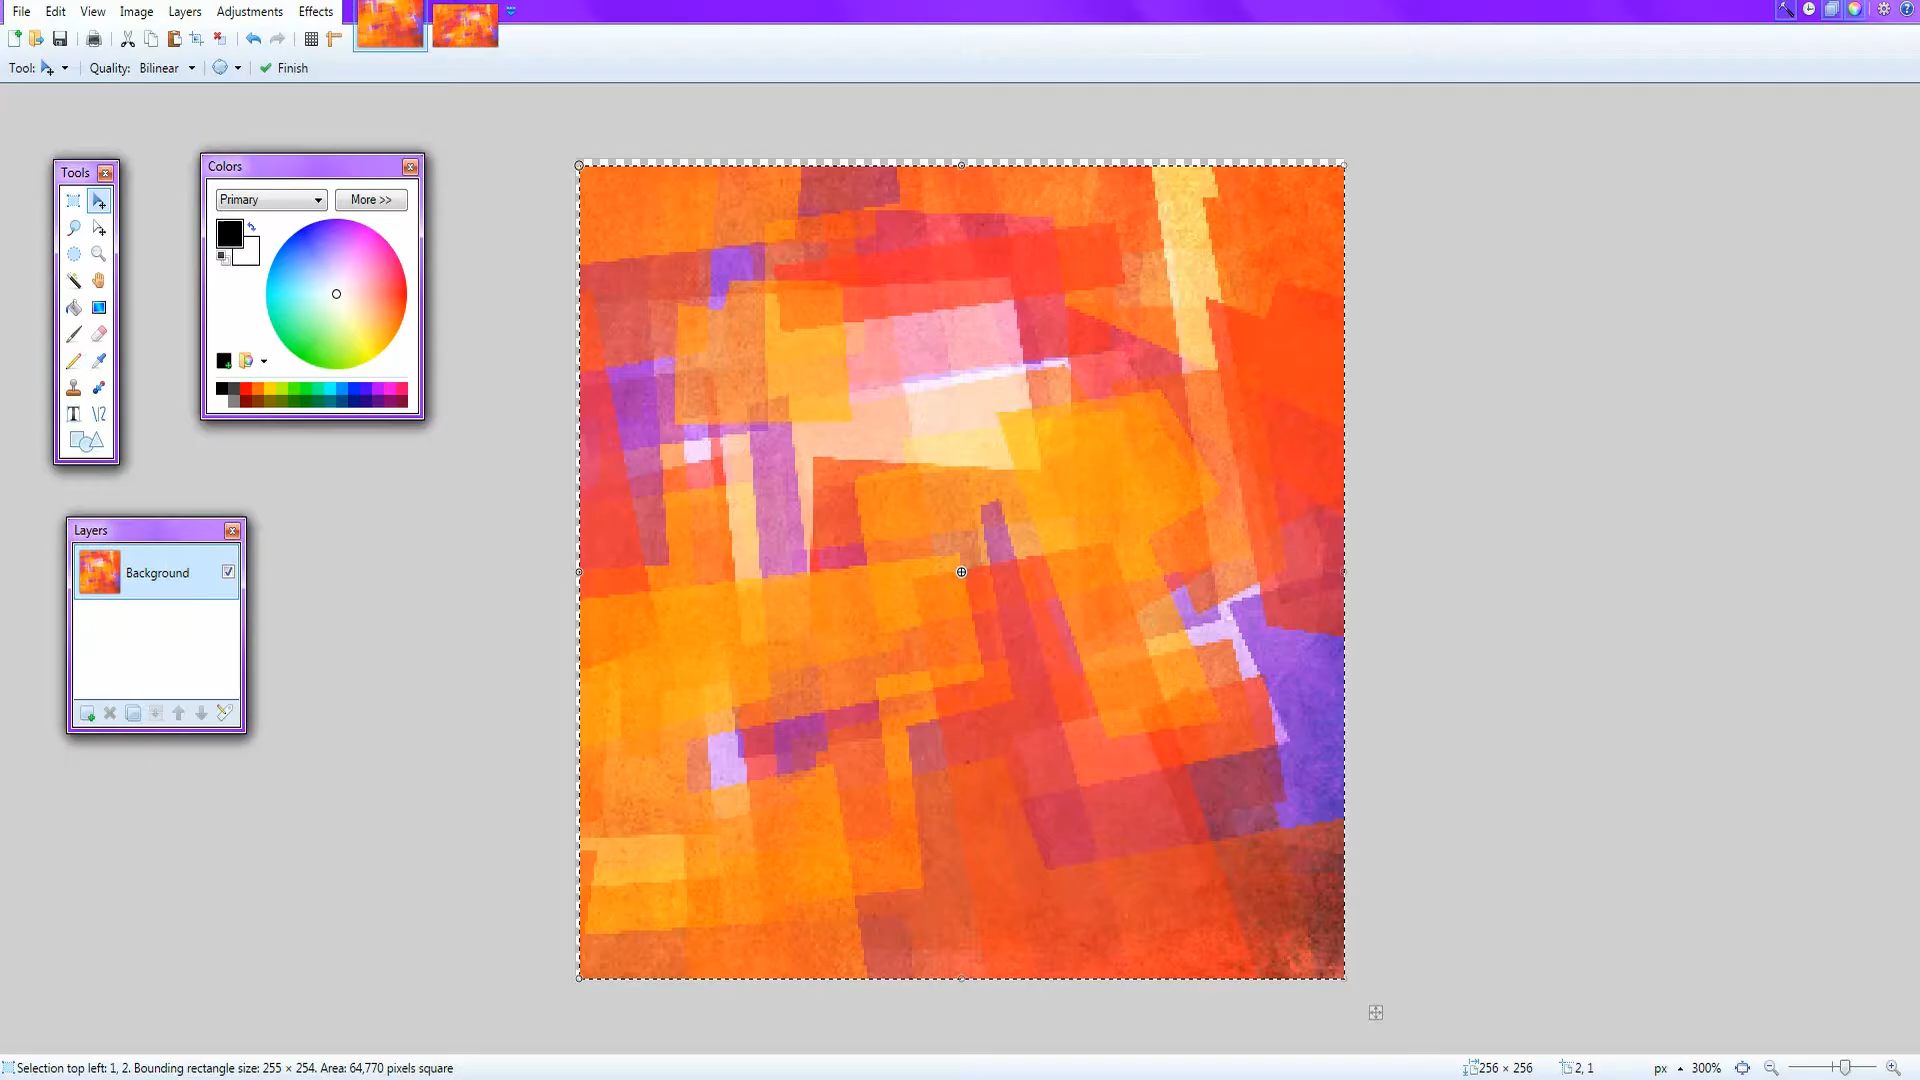 File Edit View Image Layers Adjustments Effects
Tool: Quality: Bilinear Finish
Tools
Colors
Primary More >>
Layers
Background
Selection top left: 1, 2. Bounding rectangle size: 255 × 254. Area: 64,770 pixels square 256 × 256 2, 1 px 300%